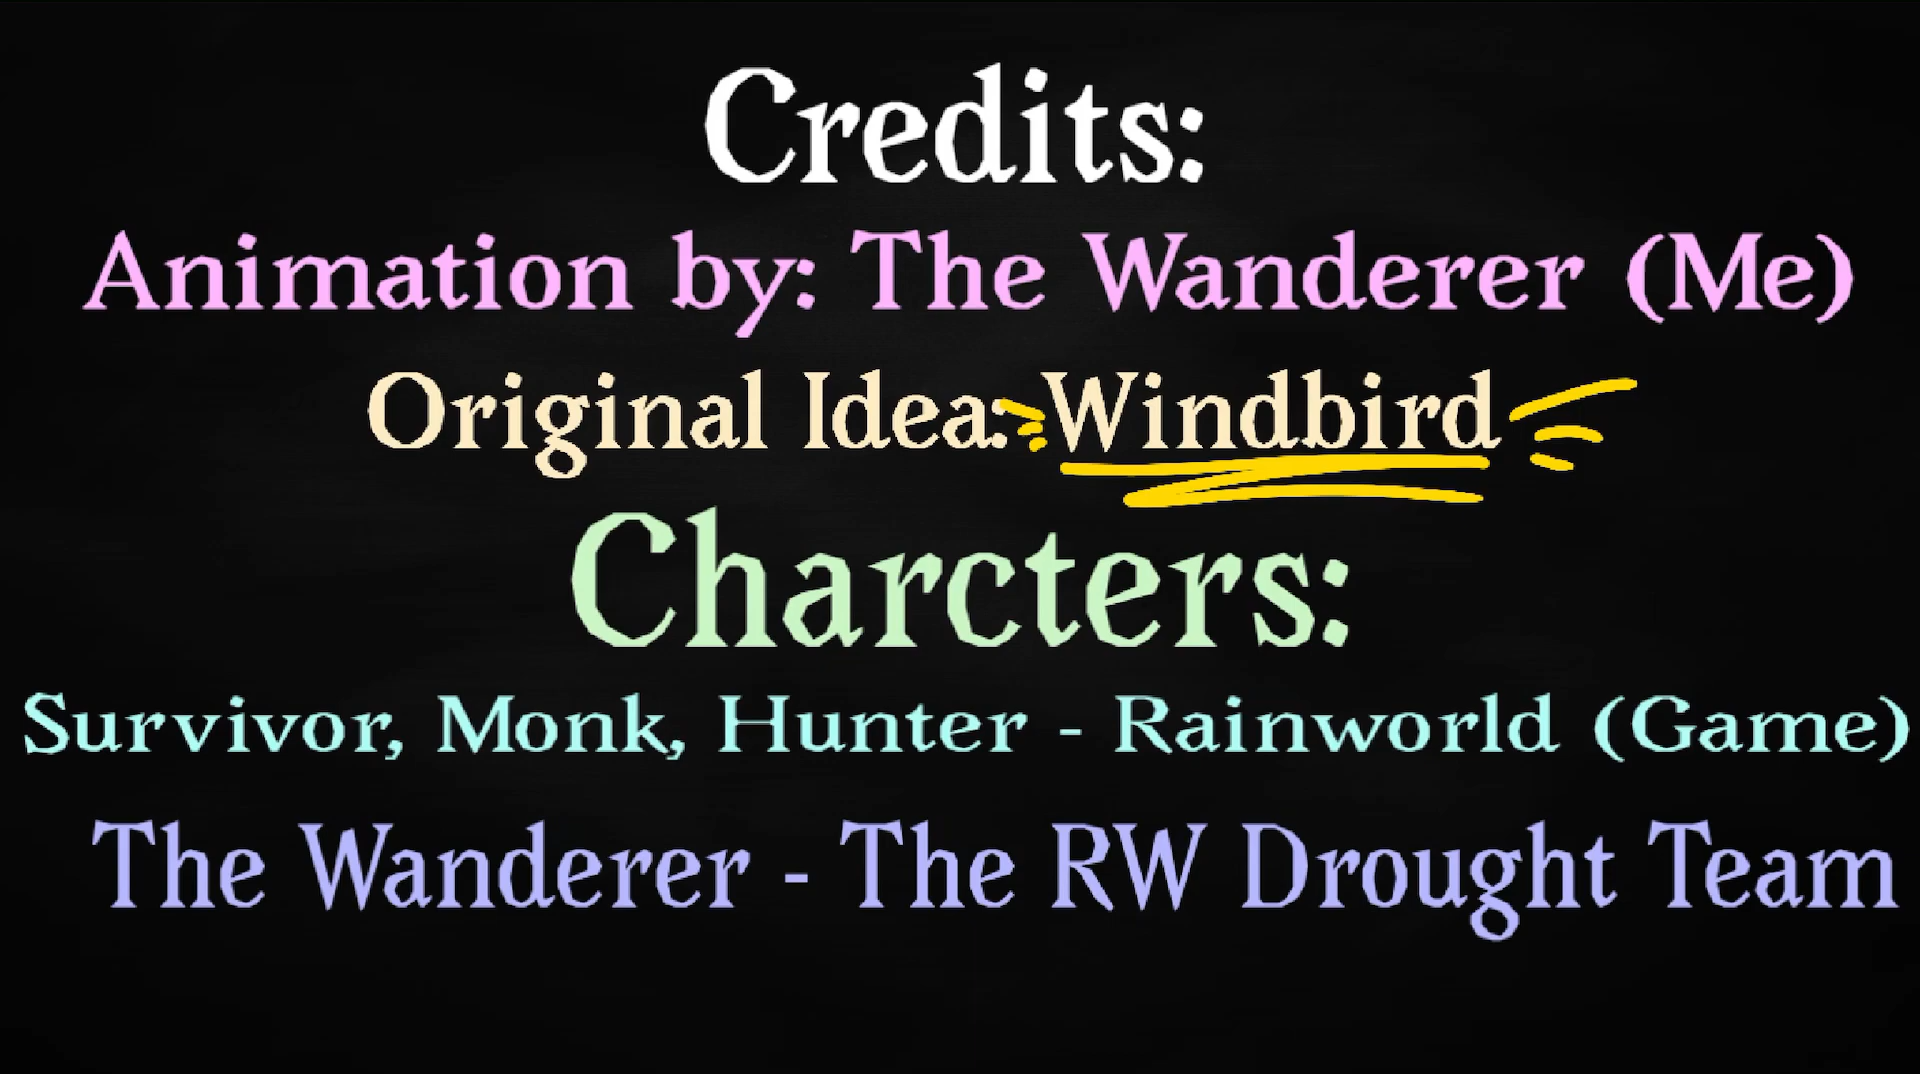 Credits:
Animation by: The Wanderer (Me)
Original Idea: Windbird
Charcters:
Survivor, Monk, Hunter - Rainworld (Game)
The Wanderer - The RW Drought Team